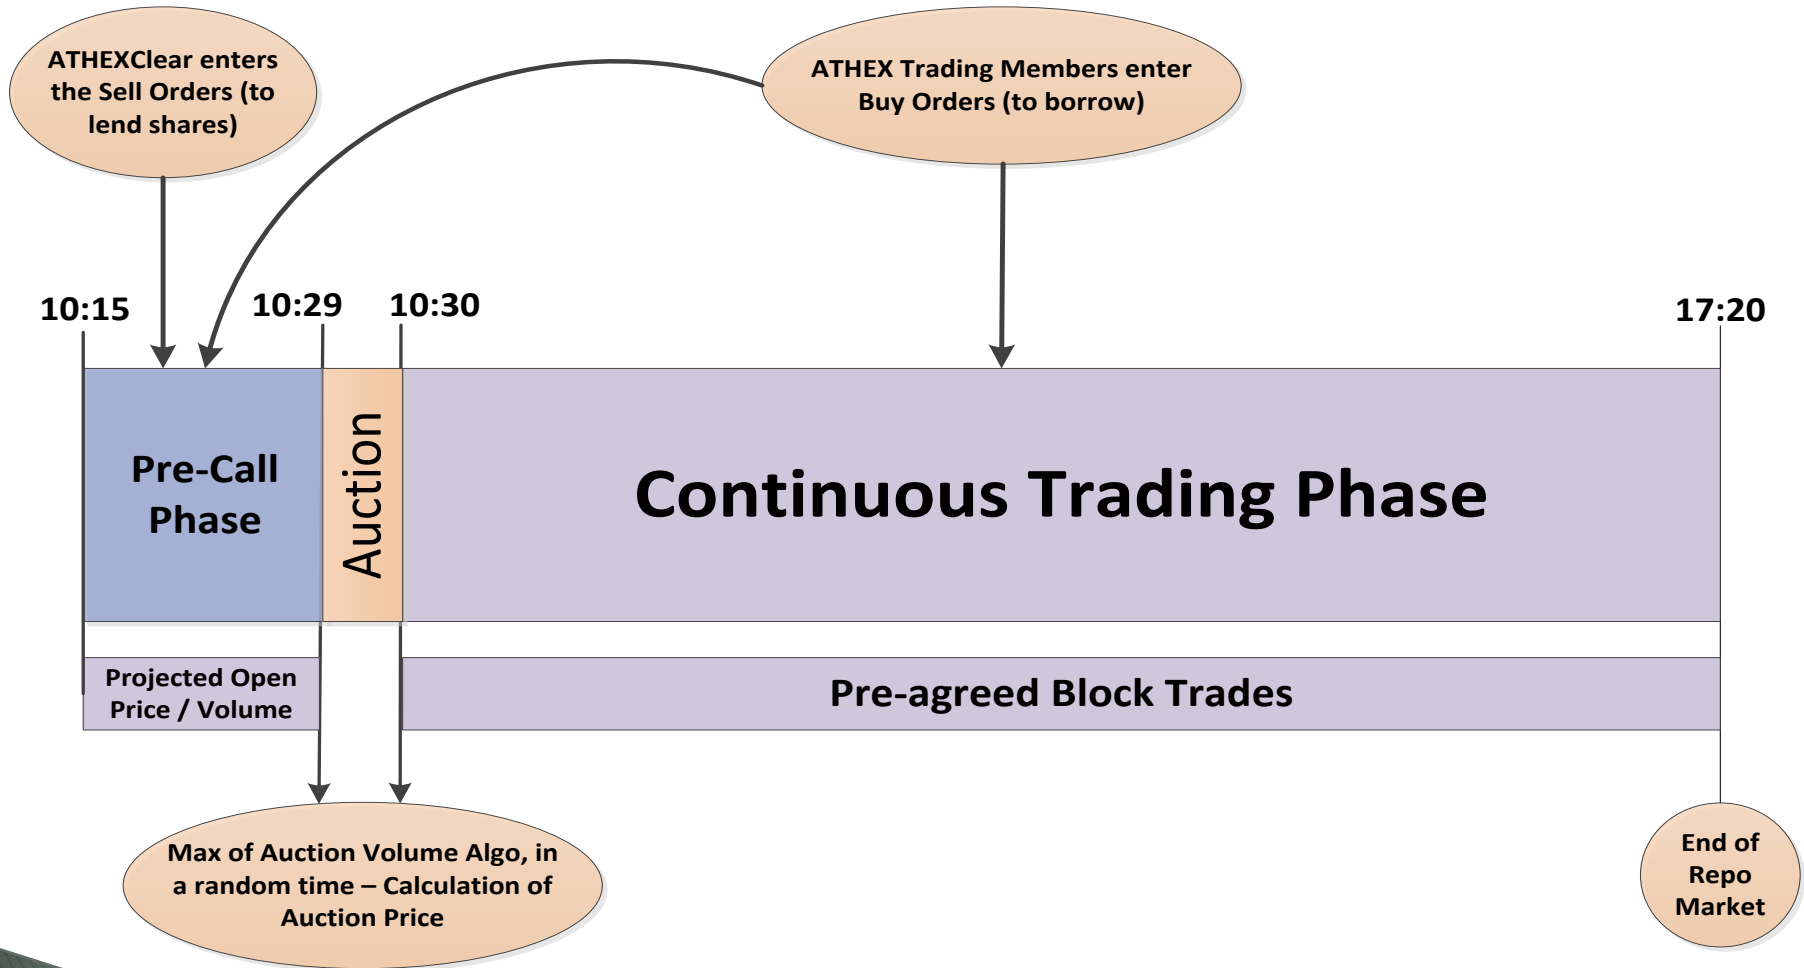 ATHEXClear enters
the Sell Orders (to
lend shares)
ATHEX Trading Members enter
Buy Orders (to borrow)
10:15
10:29
10:30
17:20
Pre-Call
Phase
Auction
Continuous Trading Phase
Projected Open
Price / Volume
Pre-agreed Block Trades
Max of Auction Volume Algo, in
a random time – Calculation of
Auction Price
End of
Repo
Market